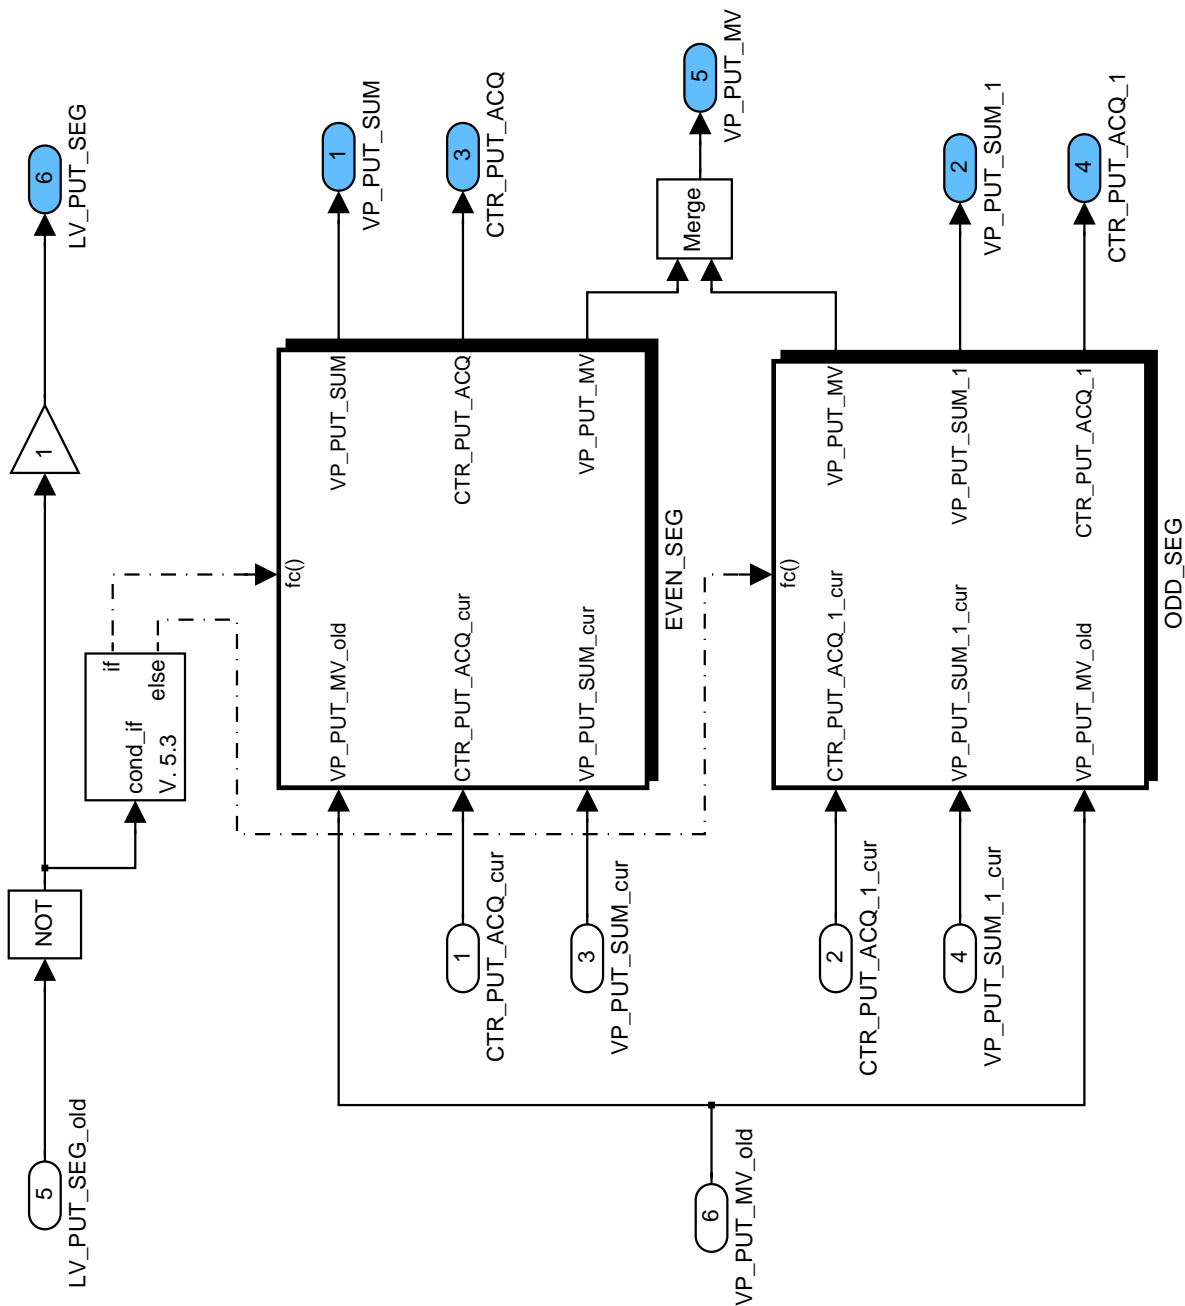 5
LV_PUT_SEG_old
NOT
cond_if
V. 5.3
if
else
1
6
LV_PUT_SEG
6
VP_PUT_MV_old
1
CTR_PUT_ACQ_cur
3
VP_PUT_SUM_cur
fc()
VP_PUT_MV_old
CTR_PUT_ACQ_cur
VP_PUT_SUM_cur
VP_PUT_SUM
CTR_PUT_ACQ
VP_PUT_MV
EVEN_SEG
1
VP_PUT_SUM
3
CTR_PUT_ACQ
Merge
5
VP_PUT_MV
2
CTR_PUT_ACQ_1_cur
4
VP_PUT_SUM_1_cur
fc()
CTR_PUT_ACQ_1_cur
VP_PUT_SUM_1_cur
VP_PUT_MV_old
VP_PUT_MV
VP_PUT_SUM_1
CTR_PUT_ACQ_1
ODD_SEG
2
VP_PUT_SUM_1
4
CTR_PUT_ACQ_1